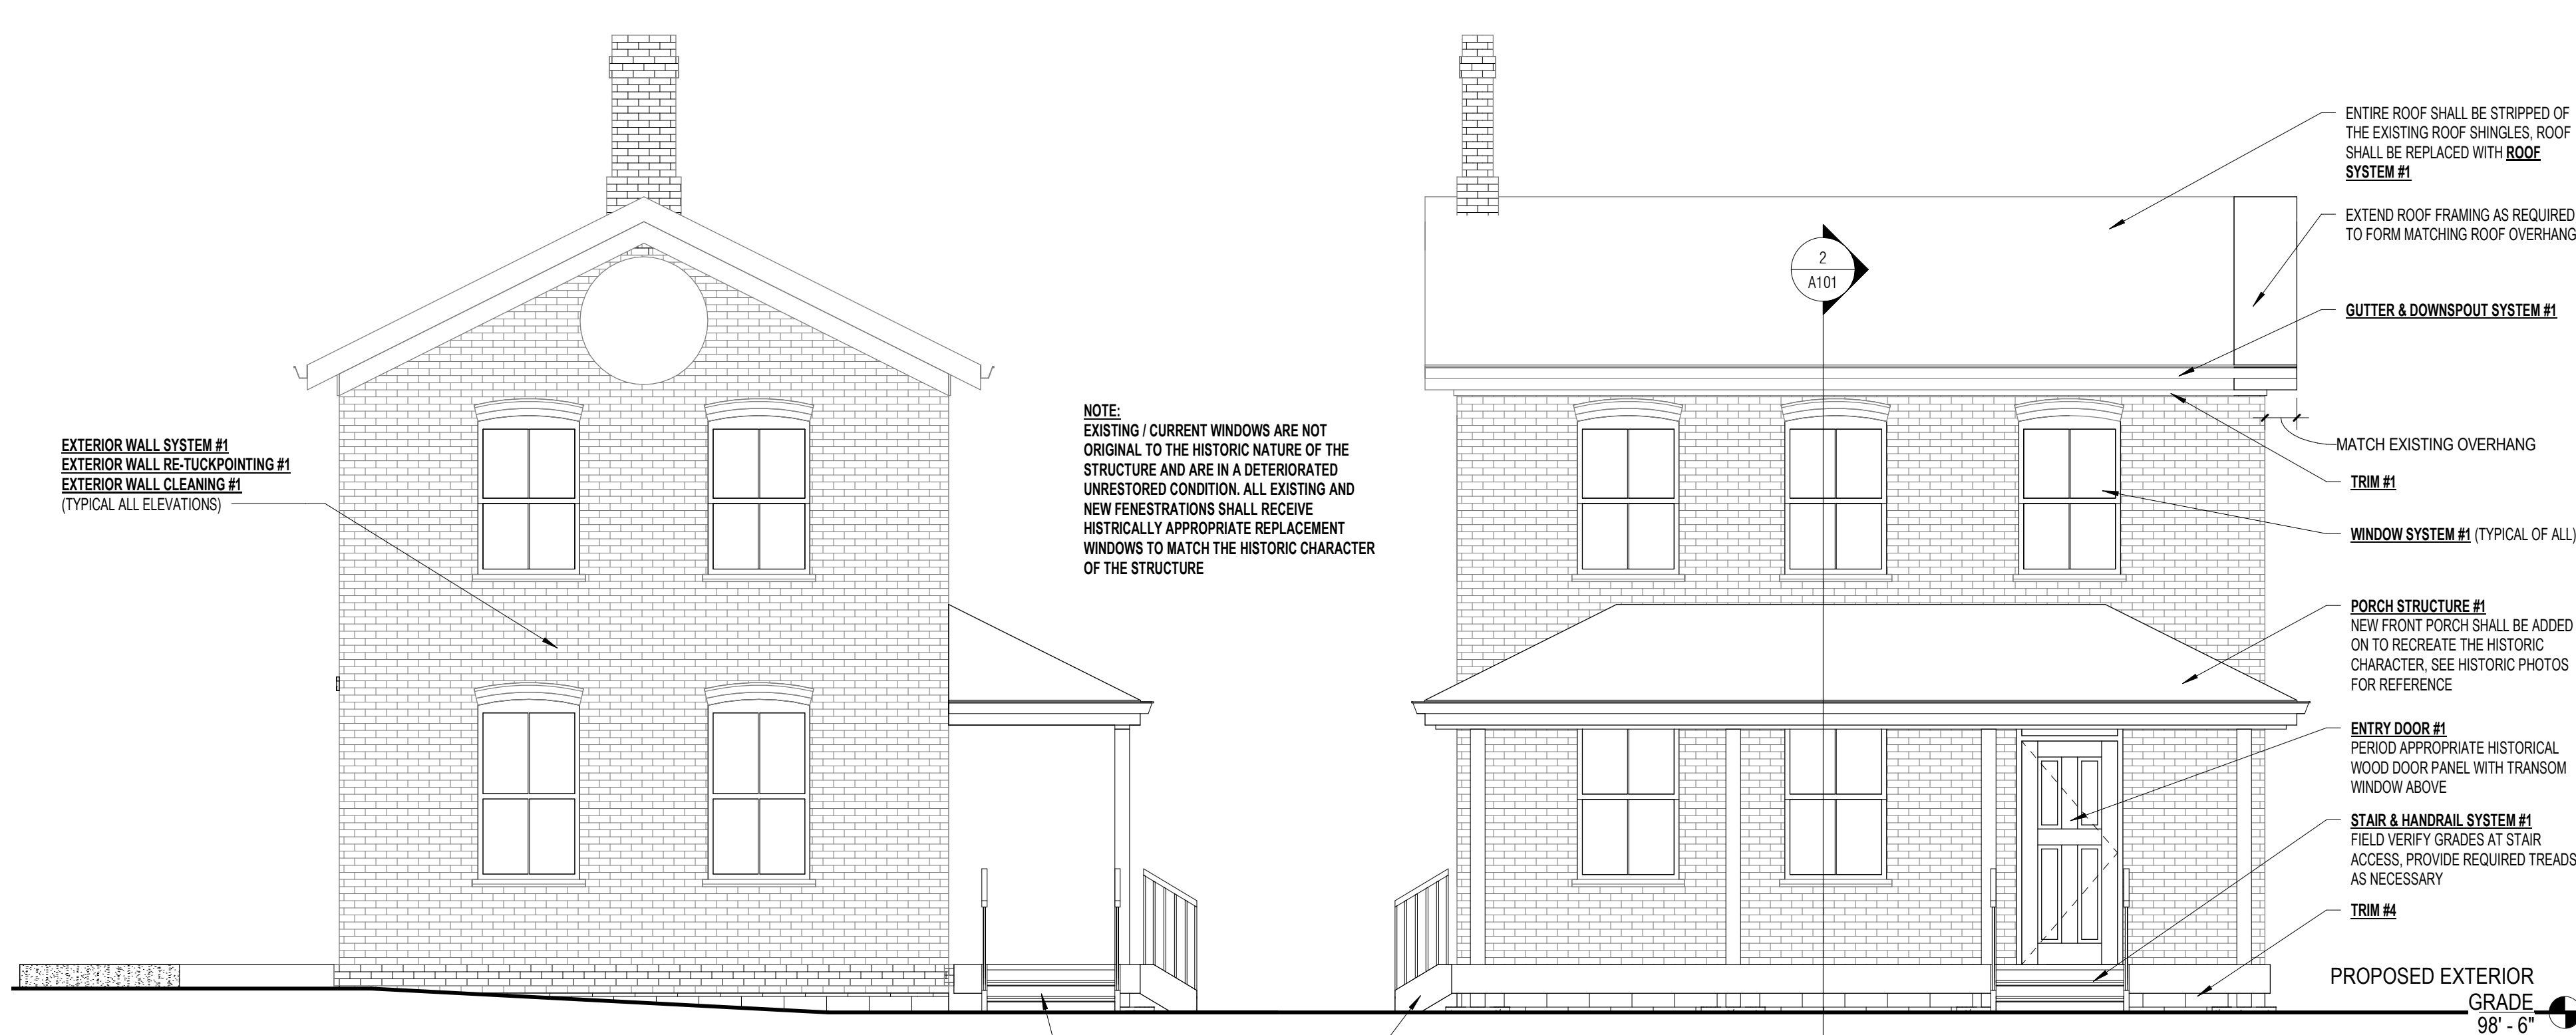 ENTIRE ROOF SHALL BE STRIPPED OF
THE EXISTING ROOF SHINGLES, ROOF
SHALL BE REPLACED WITH ROOF
SYSTEM #1
EXTEND ROOF FRAMING AS REQUIRED
TO FORM MATCHING ROOF OVERHANG
2
A101
GUTTER & DOWNSPOUT SYSTEM #1
NOTE:
EXISTING / CURRENT WINDOWS ARE NOT
ORIGINAL TO THE HISTORIC NATURE OF THE
STRUCTURE AND ARE IN A DETERIORATED
UNRESTORED CONDITION. ALL EXISTING AND
NEW FENESTRATIONS SHALL RECEIVE
HISTRICALLY APPROPRIATE REPLACEMENT
WINDOWS TO MATCH THE HISTORIC CHARACTER
OF THE STRUCTURE
EXTERIOR WALL SYSTEM #1
EXTERIOR WALL RE-TUCKPOINTING #1
EXTERIOR WALL CLEANING #1
(TYPICAL ALL ELEVATIONS)
MATCH EXISTING OVERHANG
TRIM #1
WINDOW SYSTEM #1 (TYPICAL OF ALL)
PORCH STRUCTURE #1
NEW FRONT PORCH SHALL BE ADDED
ON TO RECREATE THE HISTORIC
CHARACTER, SEE HISTORIC PHOTOS
FOR REFERENCE
ENTRY DOOR #1
PERIOD APPROPRIATE HISTORICAL
WOOD DOOR PANEL WITH TRANSOM
WINDOW ABOVE
STAIR & HANDRAIL SYSTEM #1
FIELD VERIFY GRADES AT STAIR
ACCESS, PROVIDE REQUIRED TREADS
AS NECESSARY
TRIM #4
PROPOSED EXTERIOR
GRADE
98' - 6"